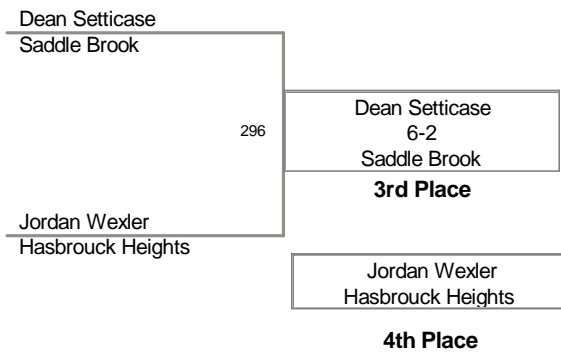 Dean Setticase
Saddle Brook
296
Dean Setticase
6-2
Saddle Brook
3rd Place
Jordan Wexler
Hasbrouck Heights
Jordan Wexler
Hasbrouck Heights
4th Place